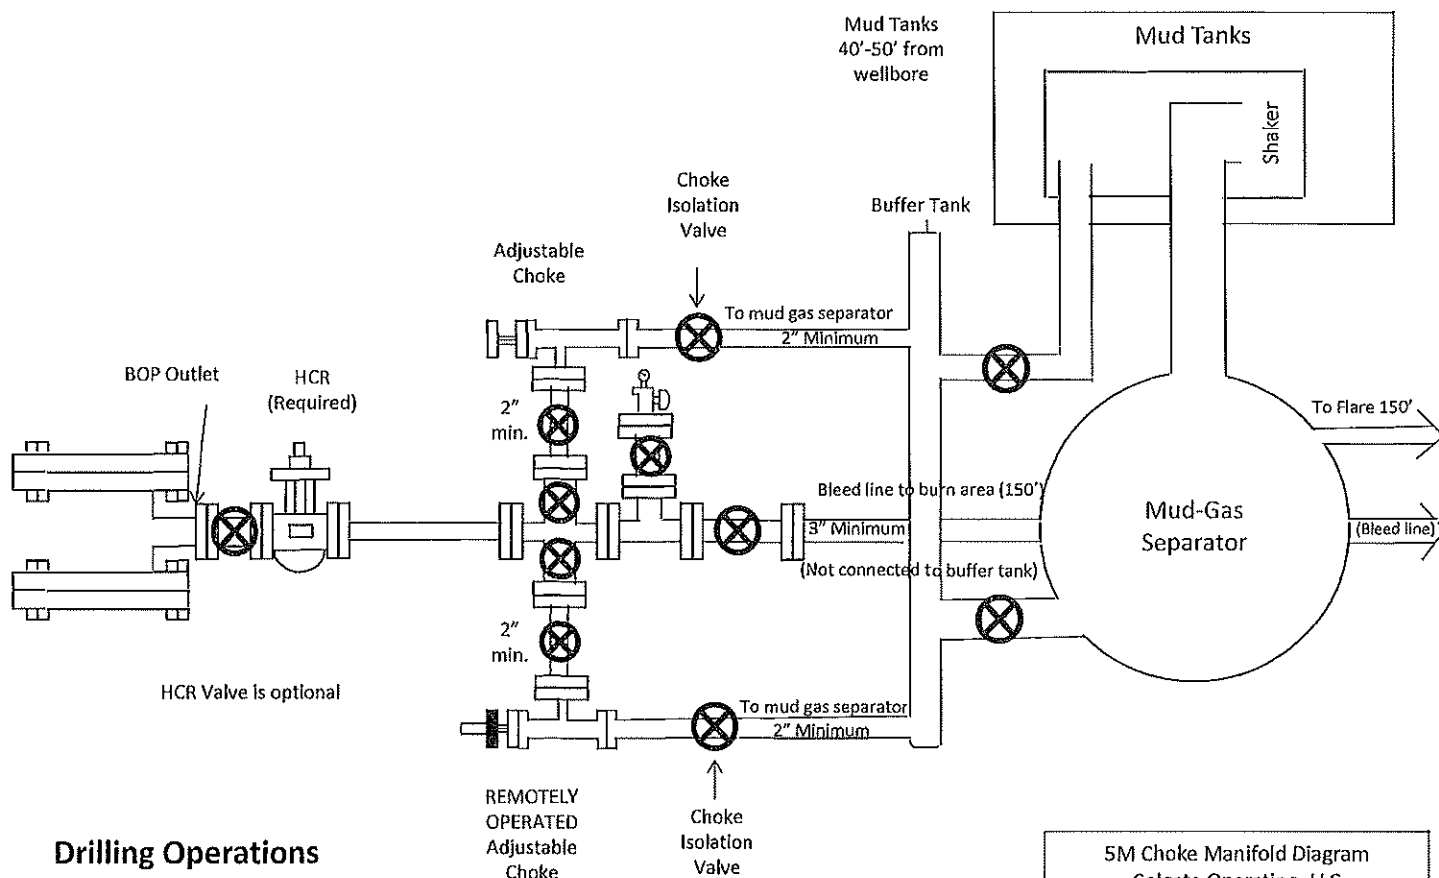 Mud Tanks
40'-50' from
wellbore
Mud Tanks
Shaker
Choke
Isolation
Valve
Buffer Tank
Adjustable
Choke
To mud gas separator
2" Minimum
BOP Outlet
HCR
(Required)
2"
min.
To Flare 150'
Bleed line to burn area (150')
3" Minimum
(Not connected to buffer tank)
Mud-Gas
Separator
(Bleed line)
2"
min.
HCR Valve is optional
To mud gas separator
2" Minimum
REMOTELY
OPERATED
Adjustable
Choke
Choke
Isolation
Valve
Drilling Operations
5M Choke Manifold Diagram